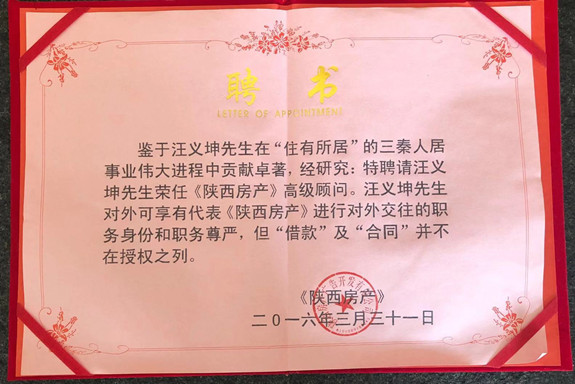 聘书
LETTER OF APPOINTMENT
鉴于汪义坤先生在“住有所居”的三秦人居
事业伟大进程中贡献卓著，经研究：特聘请汪义
坤先生荣任《陕西房产》高级顾问。汪义坤先生
对外可享有代表《陕西房产》进行对外交往的职
务身份和职务尊严，但“借款”及“合同”并不
在授权之列。
《陕西房产》
二0一六年三月三十一日